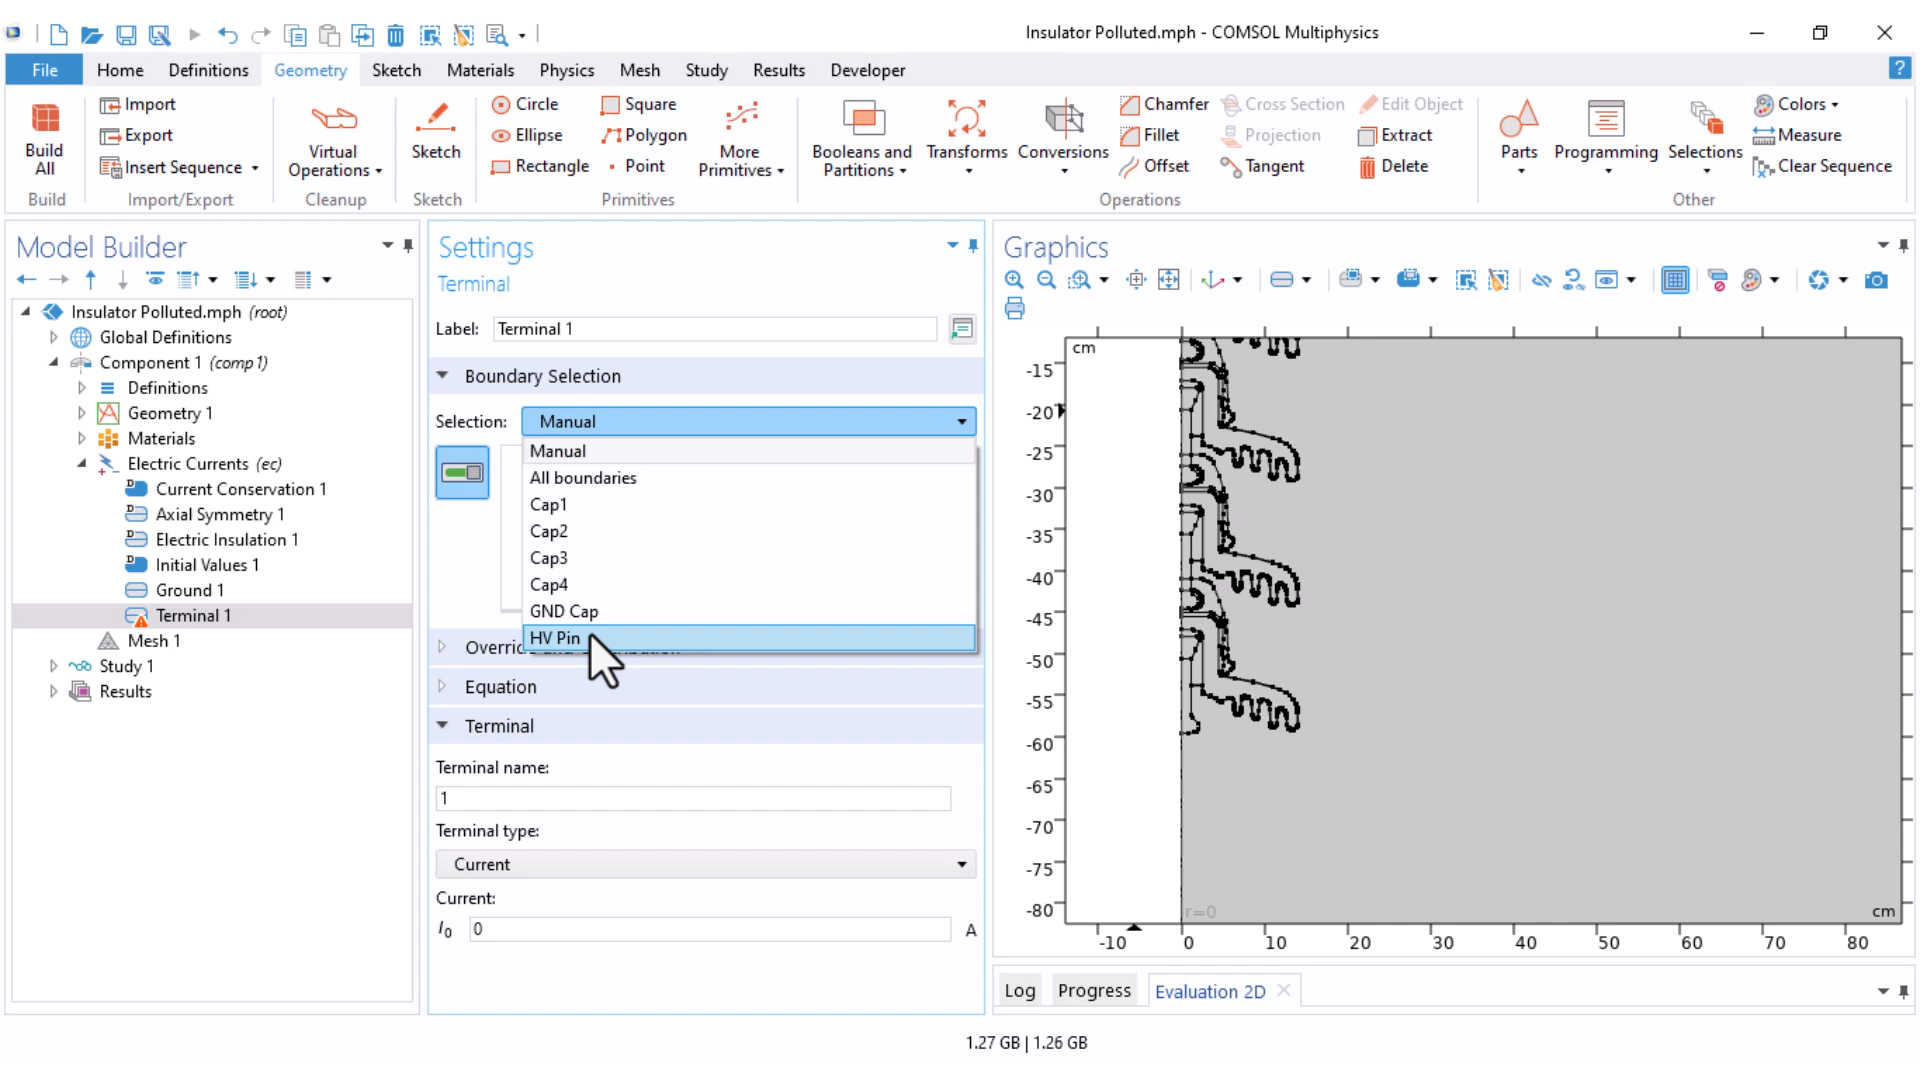 Insulator Polluted.mph - COMSOL Multiphysics
File
Home
Definitions
Geometry
Sketch
Materials
Physics
Mesh
Study
Results
Developer
?
Build All
Build
Import
Export
Insert Sequence
Import/Export
Virtual Operations
Cleanup
Sketch
Sketch
Circle
Ellipse
Rectangle
Square
Polygon
Point
More Primitives
Primitives
Booleans and Partitions
Transforms
Conversions
Chamfer
Fillet
Offset
Cross Section
Projection
Tangent
Edit Object
Extract
Delete
Operations
Parts
Programming
Selections
Colors
Measure
Clear Sequence
Other
Model Builder
Insulator Polluted.mph (root)
Global Definitions
Component 1 (comp1)
Definitions
Geometry 1
Materials
Electric Currents (ec)
Current Conservation 1
Axial Symmetry 1
Electric Insulation 1
Initial Values 1
Ground 1
Terminal 1
Mesh 1
Study 1
Results
Settings
Terminal
Label: Terminal 1
Boundary Selection
Selection: Manual
Manual
All boundaries
Cap1
Cap2
Cap3
Cap4
GND Cap
HV Pin
Equation
Terminal
Terminal name:
1
Terminal type:
Current
Current:
I0 0 A
Graphics
cm
-15
-20
-25
-30
-35
-40
-45
-50
-55
-60
-65
-70
-75
-80
r=0
cm
-10 0 10 20 30 40 50 60 70 80
Log
Progress
Evaluation 2D
1.27 GB | 1.26 GB